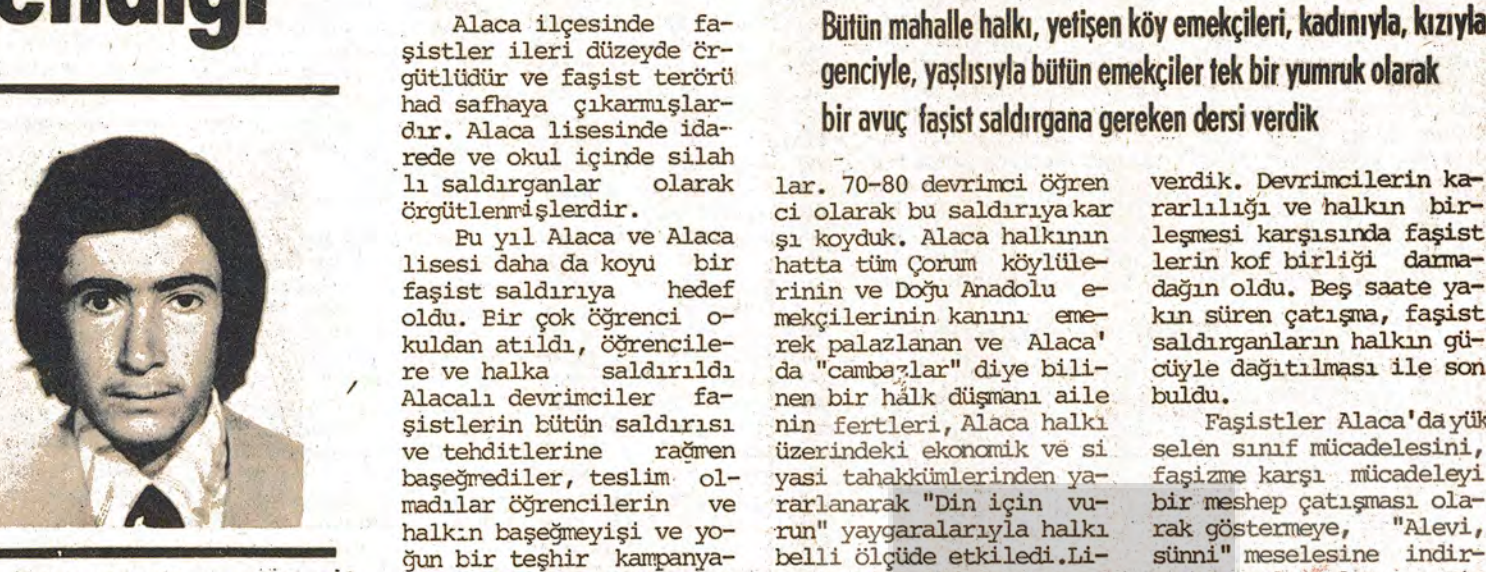 endiği
Alaca ilçesinde fa-
şistler ileri düzeyde ör-
gütlüdür ve faşist terörü
had safhaya çıkarmışlar-
dır. Alaca lisesinde ida-
rede ve okul içinde silah
lı saldırganlar olarak
örgütlenmişlerdir.
Bu yıl Alaca ve Alaca
lisesi daha da koyu bir
faşist saldırıya hedef
oldu. Bir çok öğrenci o-
kuldan atıldı, öğrencile-
re ve halka saldırıldı
Alacalı devrimciler fa-
şistlerin bütün saldırısı
ve tehditlerine rağmen
başeğmediler, teslim ol-
madılar öğrencilerin ve
halkın başeğmeyişi ve yo-
ğun bir teşhir kampanya-
Bütün mahalle halkı, yetişen köy emekçileri, kadınıyla, kızıyla
genciyle, yaşlısıyla bütün emekçiler tek bir yumruk olarak
bir avuç faşist saldırgana gereken dersi verdik
lar. 70-80 devrimci öğren
ci olarak bu saldırıya kar
şı koyduk. Alaca halkının
hatta tüm Çorum köylüle-
rinin ve Doğu Anadolu e-
mekçilerinin kanını eme-
rek palazlanan ve Alaca'
da "cambazlar" diye bili-
nen bir halk düşmanı aile
nin fertleri, Alaca halkı
üzerindeki ekonomik ve si
yasi tahakkümlerinden ya-
rarlanarak "Din için vu-
run" yaygaralarıyla halkı
belli ölçüde etkiledi.Li-
verdik. Devrimcilerin ka-
rarlılığı ve halkın bir-
leşmesi karşısında faşist
lerin kof birliği darma-
dağın oldu. Beş saate ya-
kın süren çatışma, faşist
saldırganların halkın gü-
cüyle dağıtılması ile son
buldu.
Faşistler Alaca'da yük
selen sınıf mücadelesini,
faşizme karşı mücadeleyi
bir meshep çatışması ola-
rak göstermeye, "Alevi,
sünni" meselesine indir-